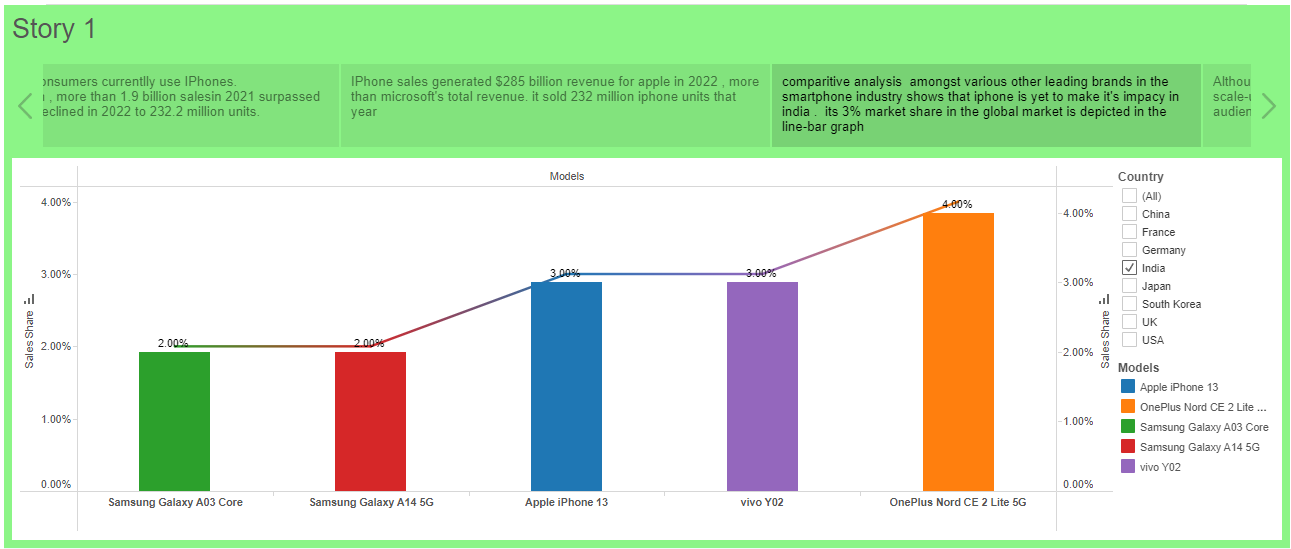 Story 1
onsumers currentlly use IPhones.
, more than 1.9 billion salesin 2021 surpassed
eclined in 2022 to 232.2 million units.
IPhone sales generated $285 billion revenue for apple in 2022 , more
than microsoft's total revenue. it sold 232 million iphone units that
year
comparitive analysis amongst various other leading brands in the
smartphone industry shows that iphone is yet to make it's impacy in
india . its 3% market share in the global market is depicted in the
line-bar graph
Althou
scale-u
audien
Models
4.00%
3.00%
2.00%
1.00%
0.00%
Sales Share
2.00%
2.00%
3.00%
3.00%
4.00%
Samsung Galaxy A03 Core
Samsung Galaxy A14 5G
Apple iPhone 13
vivo Y02
OnePlus Nord CE 2 Lite 5G
4.00%
3.00%
2.00%
1.00%
0.00%
Sales Share
Country
(All)
China
France
Germany
India
Japan
South Korea
UK
USA
Models
Apple iPhone 13
OnePlus Nord CE 2 Lite ...
Samsung Galaxy A03 Core
Samsung Galaxy A14 5G
vivo Y02